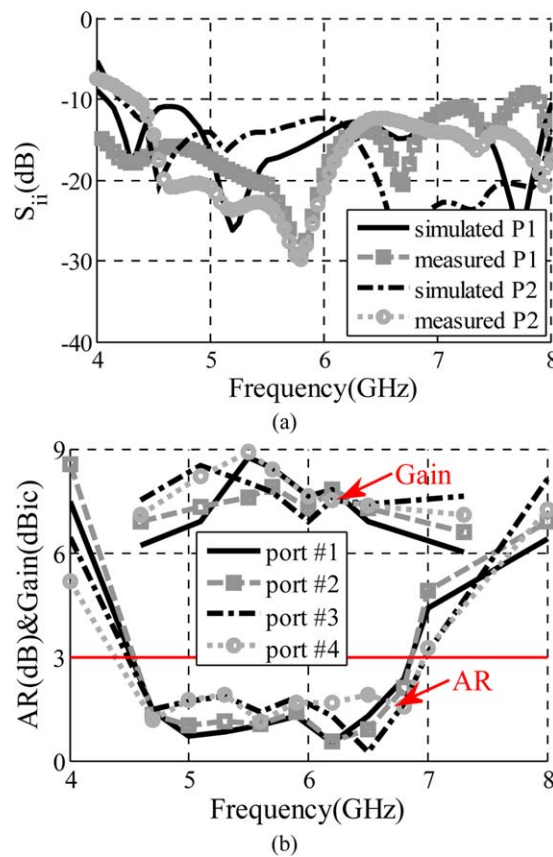 (a)
-10
-20
-30
-40
S_ii(dB)
simulated P1
measured P1
simulated P2
measured P2
4 5 6 7 8
Frequency(GHz)
(a)
9
6
3
0
AR(dB)&Gain(dBic)
Gain
port #1
port #2
port #3
port #4
AR
4 5 6 7 8
Frequency(GHz)
(b)